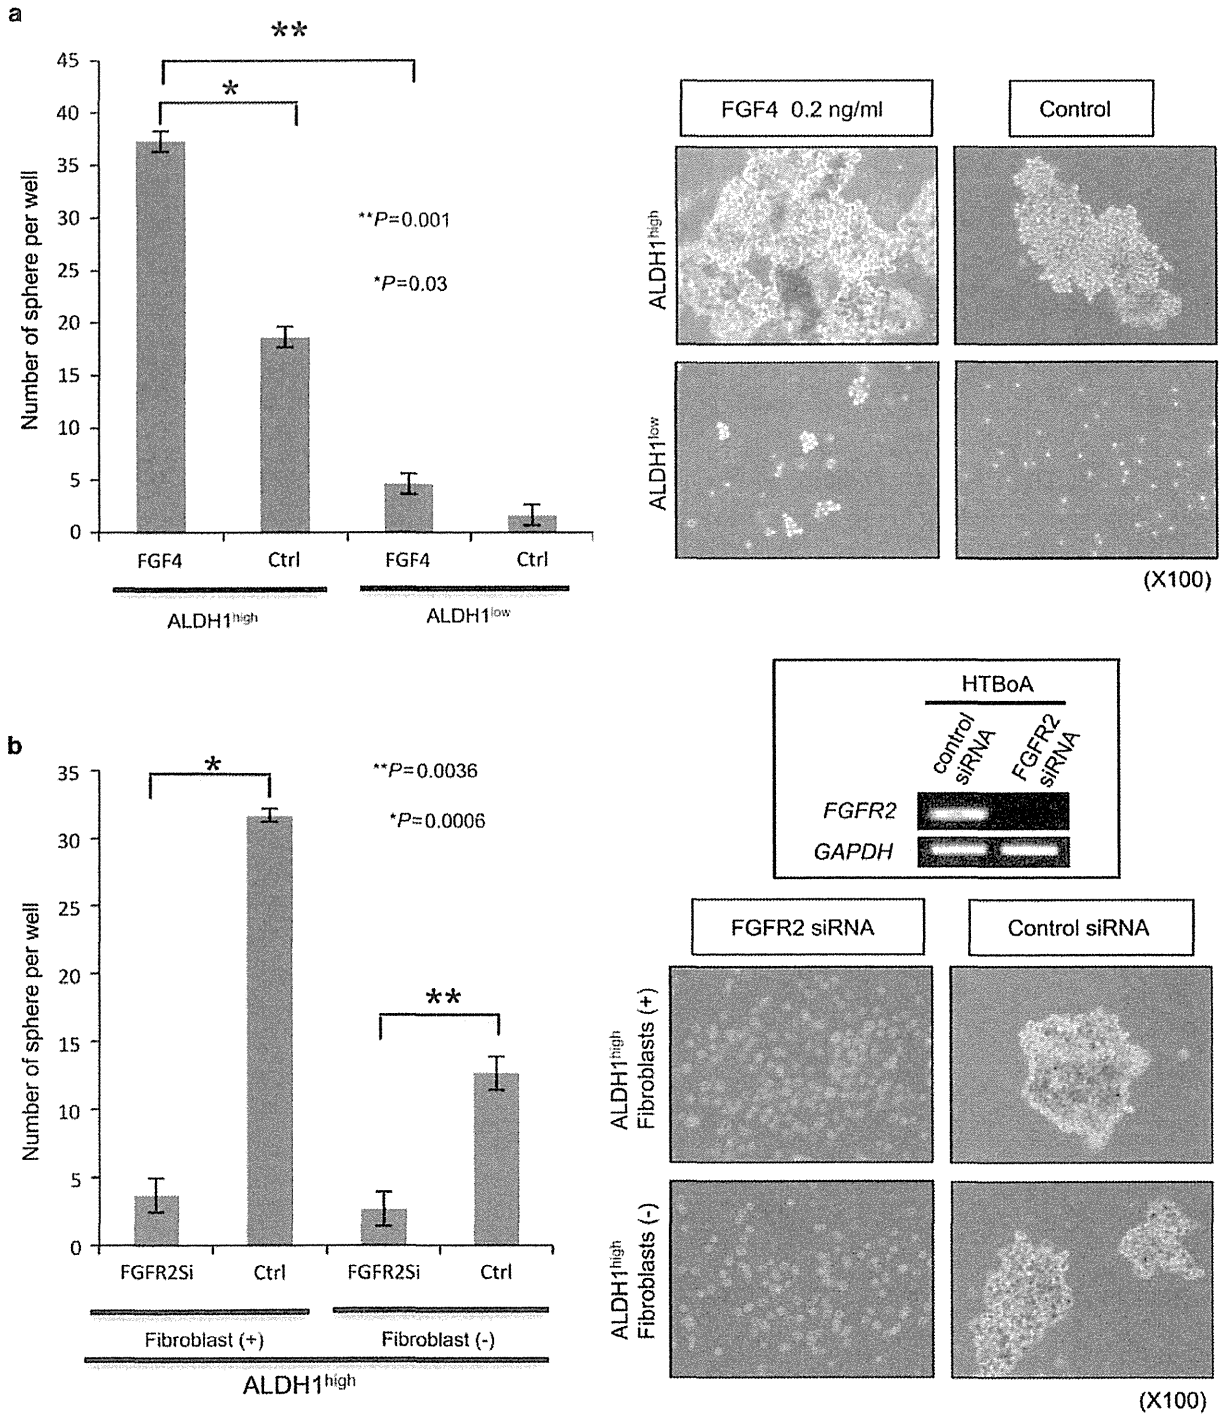 a
**
*
45
40
35
30
25
20
15
10
5
0
Number of sphere per well
**P=0.001
*P=0.03
FGF4 Ctrl FGF4 Ctrl
ALDH1high ALDH1low
FGF4 0.2 ng/ml Control
ALDH1high
ALDH1low
(X100)
b
*
**
35
30
25
20
15
10
5
0
Number of sphere per well
**P=0.0036
*P=0.0006
FGFR2Si Ctrl FGFR2Si Ctrl
Fibroblast (+) Fibroblast (-)
ALDH1high
HTBoA
control siRNA
FGFR2 siRNA
FGFR2
GAPDH
FGFR2 siRNA Control siRNA
ALDH1high
Fibroblasts (+)
ALDH1high
Fibroblasts (-)
(X100)